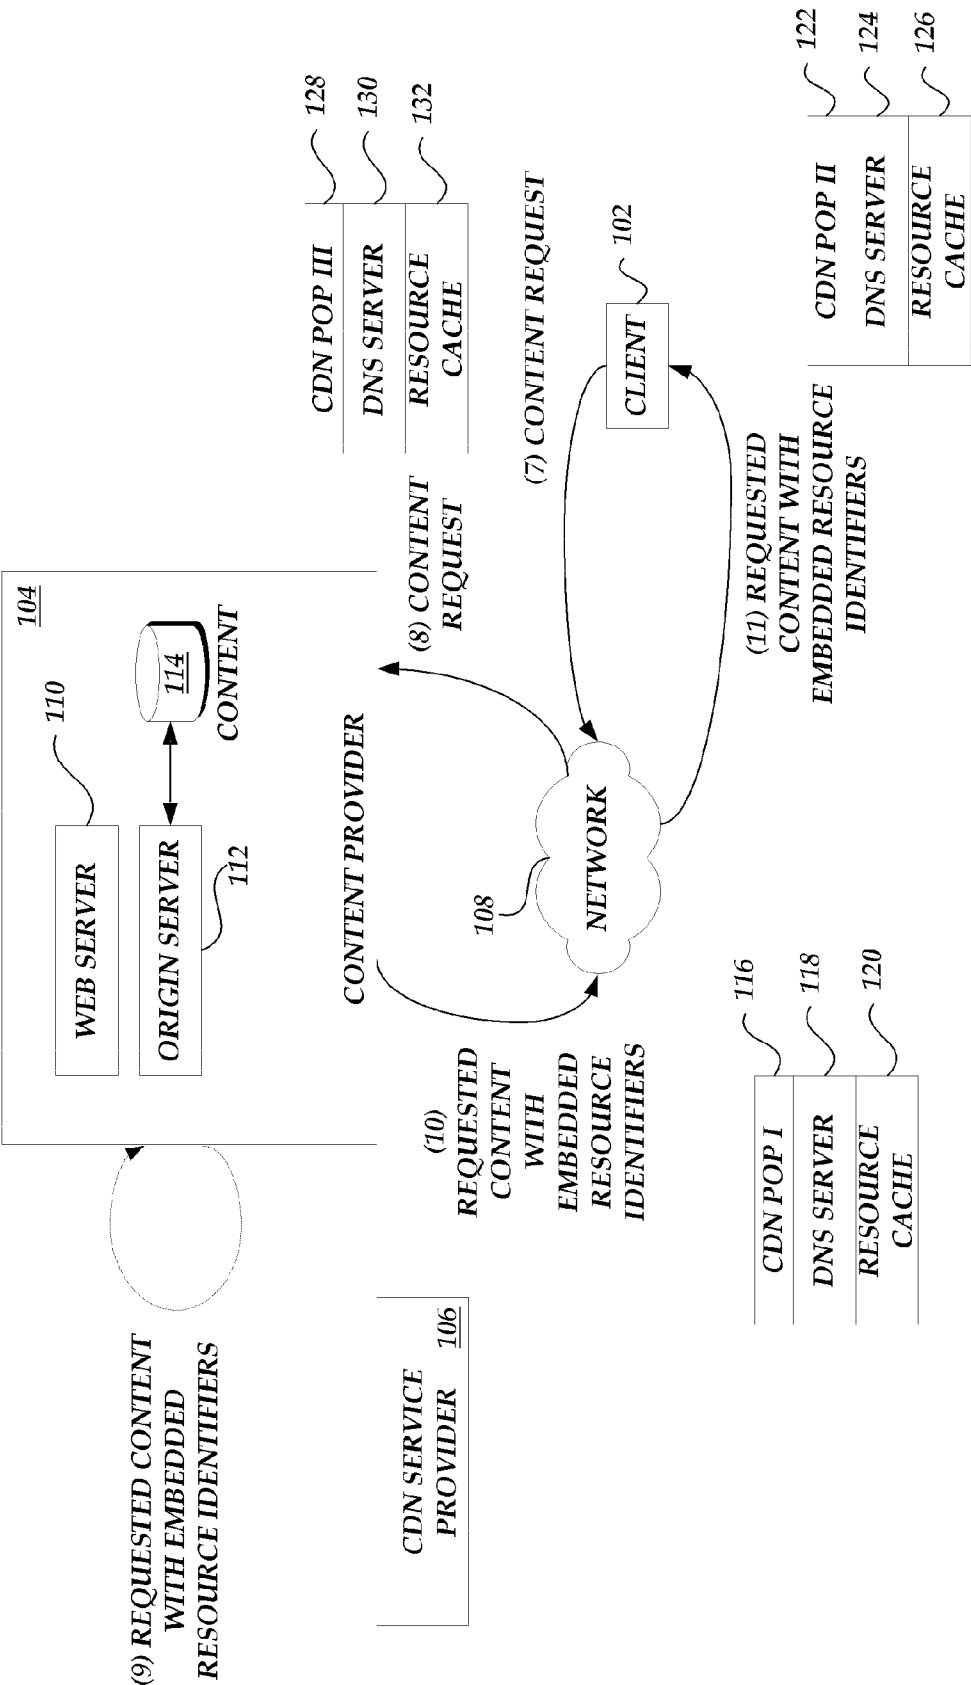 (9) REQUESTED CONTENT
WITH EMBEDDED
RESOURCE IDENTIFIERS
104
WEB SERVER
110
ORIGIN SERVER
112
114
CONTENT
CONTENT PROVIDER
CDN SERVICE
PROVIDER
106
(8) CONTENT
REQUEST
CDN POP III
128
DNS SERVER
130
RESOURCE
CACHE
132
(10)
REQUESTED
CONTENT
WITH
EMBEDDED
RESOURCE
IDENTIFIERS
108
NETWORK
(7) CONTENT REQUEST
CLIENT
102
CDN POP I
116
DNS SERVER
118
RESOURCE
CACHE
120
(11) REQUESTED
CONTENT WITH
EMBEDDED RESOURCE
IDENTIFIERS
CDN POP II
122
DNS SERVER
124
RESOURCE
CACHE
126